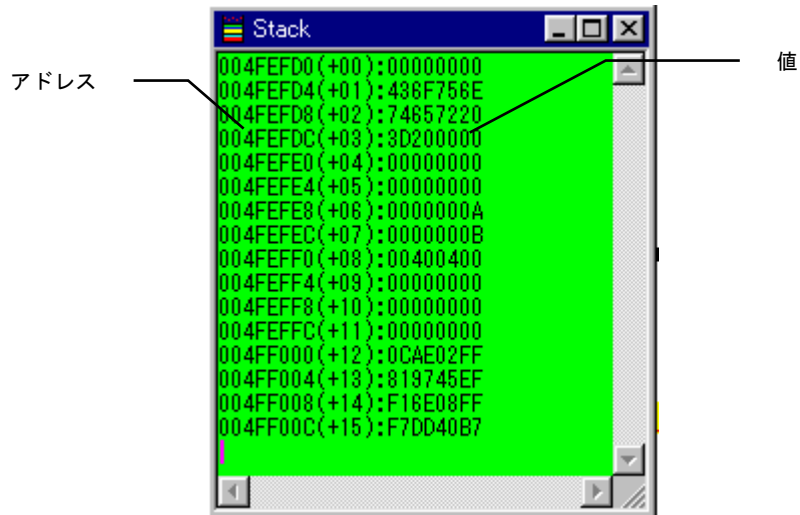 Stack
アドレス
値
004FEFD0(+00):00000000
004FEFD4(+01):436F756E
004FEFD8(+02):74657220
004FEFDC(+03):3D200000
004FEFE0(+04):00000000
004FEFE4(+05):00000000
004FEFE8(+06):0000000A
004FEFEC(+07):0000000B
004FEFF0(+08):00400400
004FEFF4(+09):00000000
004FEFF8(+10):00000000
004FEFFC(+11):00000000
004FF000(+12):0CAE02FF
004FF004(+13):819745EF
004FF008(+14):F16E08FF
004FF00C(+15):F7DD40B7